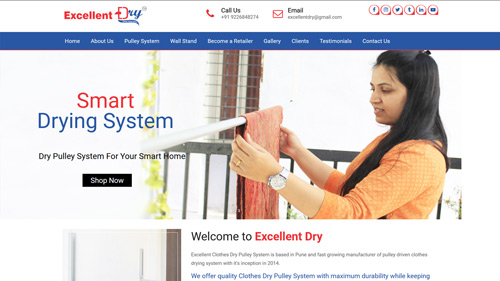 Excellent Dry
Call Us
+91 9226848274
Email
excellentdry@gmail.com
Home About Us Pulley System Wall Stand Become a Retailer Gallery Clients Testimonials Contact Us
Smart
Drying System
Dry Pulley System For Your Smart Home
Shop Now
Welcome to Excellent Dry
Excellent Clothes Dry Pulley System is based in Pune and fast growing manufacturer of pulley driven clothes
drying system with it's inception in 2014.
We offer quality Clothes Dry Pulley System with maximum durability while keeping